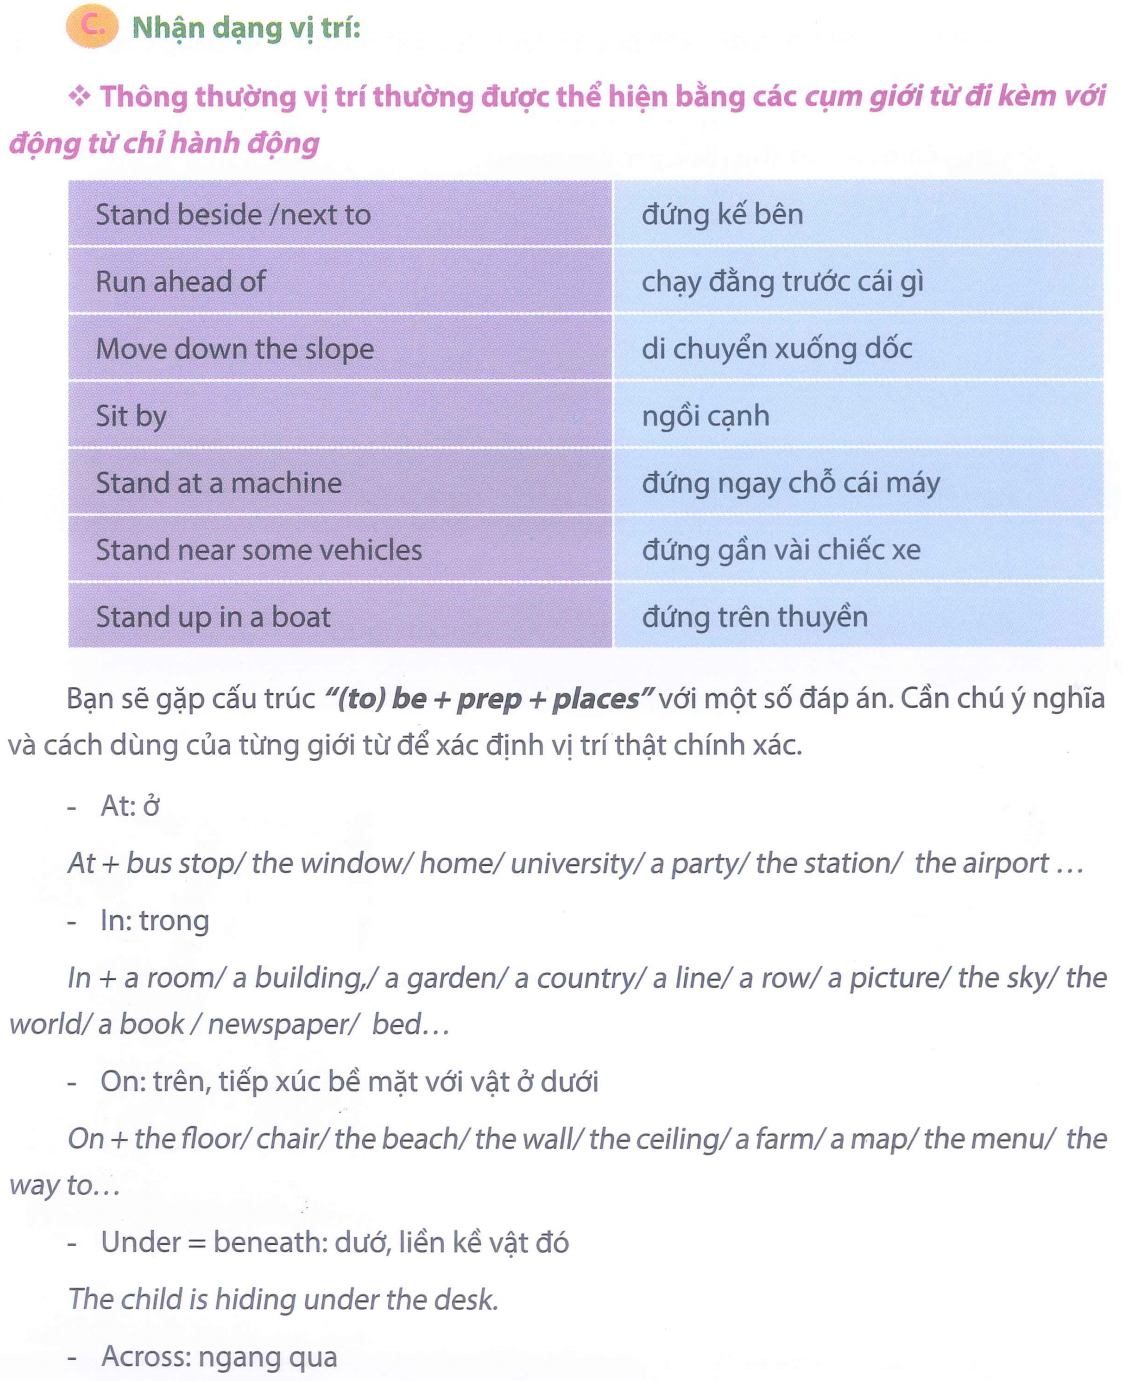 C. Nhận dạng vị trí:
❖ Thông thường vị trí thường được thể hiện bằng các cụm giới từ đi kèm với
động từ chỉ hành động
Stand beside /next to đứng kế bên
Run ahead of chạy đằng trước cái gì
Move down the slope di chuyển xuống dốc
Sit by ngồi cạnh
Stand at a machine đứng ngay chỗ cái máy
Stand near some vehicles đứng gần vài chiếc xe
Stand up in a boat đứng trên thuyền
Bạn sẽ gặp cấu trúc “(to) be + prep + places” với một số đáp án. Cần chú ý nghĩa
và cách dùng của từng giới từ để xác định vị trí thật chính xác.
- At: ở
At + bus stop/ the window/ home/ university/ a party/ the station/ the airport …
- In: trong
In + a room/ a building,/ a garden/ a country/ a line/ a row/ a picture/ the sky/ the
world/ a book / newspaper/ bed…
- On: trên, tiếp xúc bề mặt với vật ở dưới
On + the floor/ chair/ the beach/ the wall/ the ceiling/ a farm/ a map/ the menu/ the
way to…
- Under = beneath: dướ, liền kề vật đó
The child is hiding under the desk.
- Across: ngang qua